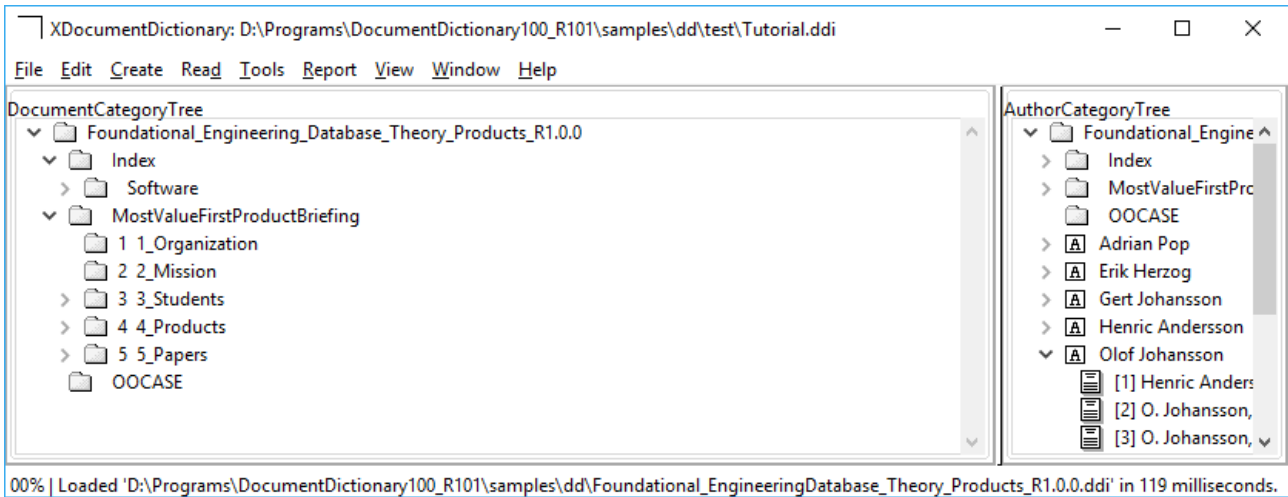 XDocumentDictionary: D:\Programs\DocumentDictionary100_R101\samples\dd\test\Tutorial.ddi
File Edit Create Read Tools Report View Window Help
DocumentCategoryTree
Foundational_Engineering_Database_Theory_Products_R1.0.0
Index
Software
MostValueFirstProductBriefing
1 1_Organization
2 2_Mission
3 3_Students
4 4_Products
5 5_Papers
OOCASE
AuthorCategoryTree
Foundational_Engine
Index
MostValueFirstPro
OOCASE
A Adrian Pop
A Erik Herzog
A Gert Johansson
A Henric Andersson
A Olof Johansson
[1] Henric Anders
[2] O. Johansson,
[3] O. Johansson,
00% | Loaded 'D:\Programs\DocumentDictionary100_R101\samples\dd\Foundational_EngineeringDatabase_Theory_Products_R1.0.0.ddi' in 119 milliseconds.